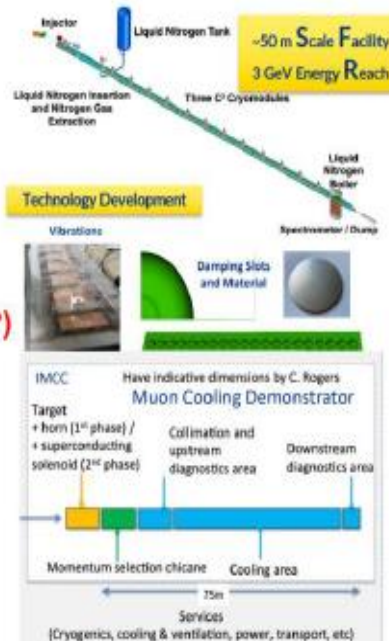 Injector
Liquid Nitrogen Tank
~50 m Scale Facility
3 GeV Energy Reach
Liquid Nitrogen Insertion
and Nitrogen Gas
Extraction
Three C³ Cryomodules
Liquid
Nitrogen
Boiler
Spectrometer / Dump
Technology Development
Vibrations
Damping Slots
and Material
)
IMCC
Have indicative dimensions by C. Rogers
Muon Cooling Demonstrator
Target
+ horn (1st phase) /
+ superconducting
solenoid (2nd phase)
Collimation and
upstream
diagnostics area
Downstream
diagnostics area
Momentum selection chicane
Cooling area
75m
Services
(Cryogenics, cooling & ventilation, power, transport, etc)